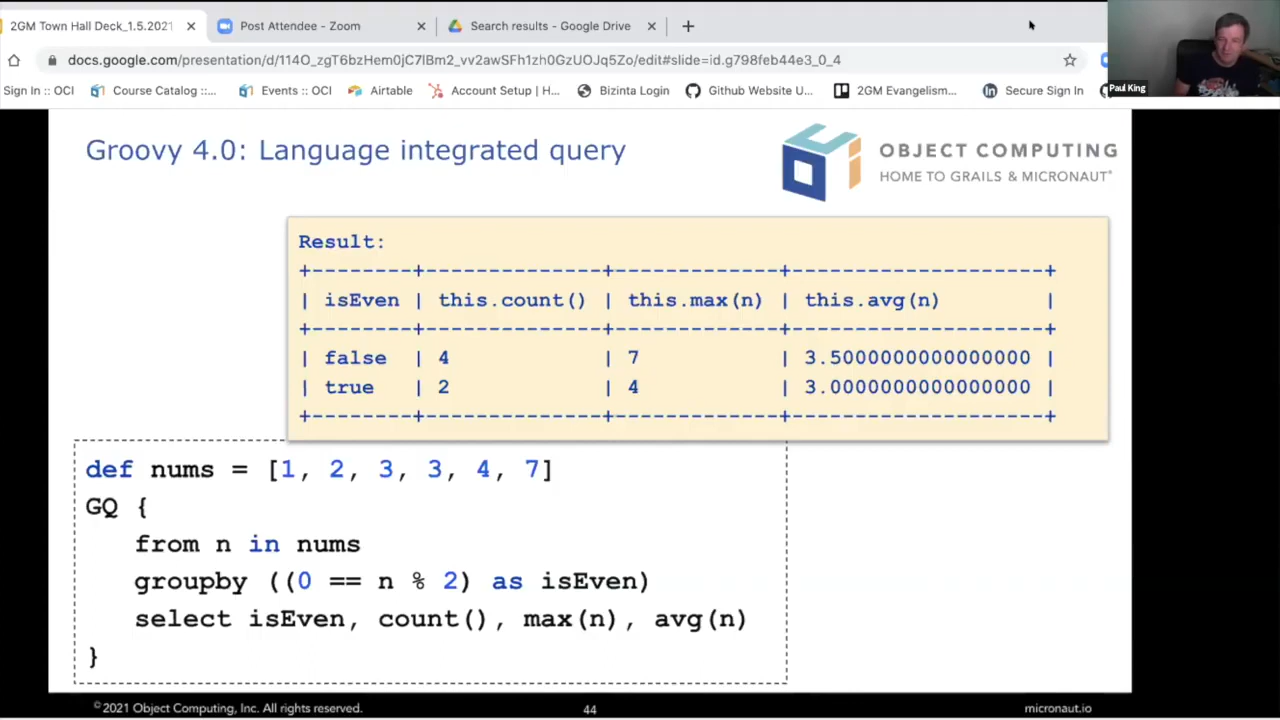 2GM Town Hall Deck_1.5.2021
Post Attendee - Zoom
Search results - Google Drive
docs.google.com/presentation/d/114O_zgT6bzHem0jC7lBm2_vv2awSFh1zh0GzUOJq5Zo/edit#slide=id.g798feb44e3_0_4
Sign In :: OCI
Course Catalog ::...
Events :: OCI
Airtable
Account Setup | H...
Bizinta Login
Github Website U...
2GM Evangelism...
Secure Sign In
Paul King
Groovy 4.0: Language integrated query
OBJECT COMPUTING
HOME TO GRAILS & MICRONAUT®
Result:
+--------+--------------+-------------+--------------------+
| isEven | this.count() | this.max(n) | this.avg(n)        |
+--------+--------------+-------------+--------------------+
| false  | 4            | 7           | 3.5000000000000000 |
| true   | 2            | 4           | 3.0000000000000000 |
+--------+--------------+-------------+--------------------+
def nums = [1, 2, 3, 3, 4, 7]
GQ {
from n in nums
groupby ((0 == n % 2) as isEven)
select isEven, count(), max(n), avg(n)
}
©2021 Object Computing, Inc. All rights reserved.
44
micronaut.io